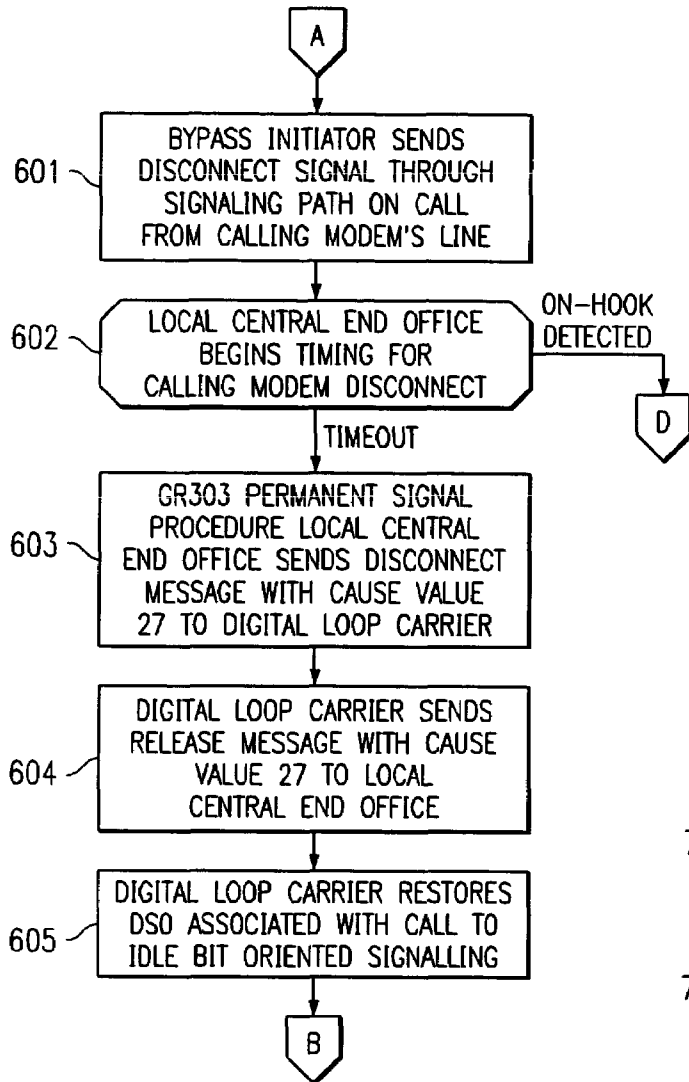 A
601
BYPASS INITIATOR SENDS
DISCONNECT SIGNAL THROUGH
SIGNALING PATH ON CALL
FROM CALLING MODEM'S LINE
602
LOCAL CENTRAL END OFFICE
BEGINS TIMING FOR
CALLING MODEM DISCONNECT
ON-HOOK
DETECTED
D
TIMEOUT
603
GR303 PERMANENT SIGNAL
PROCEDURE LOCAL CENTRAL
END OFFICE SENDS DISCONNECT
MESSAGE WITH CAUSE VALUE
27 TO DIGITAL LOOP CARRIER
604
DIGITAL LOOP CARRIER SENDS
RELEASE MESSAGE WITH CAUSE
VALUE 27 TO LOCAL
CENTRAL END OFFICE
605
DIGITAL LOOP CARRIER RESTORES
DSO ASSOCIATED WITH CALL TO
IDLE BIT ORIENTED SIGNALLING
B